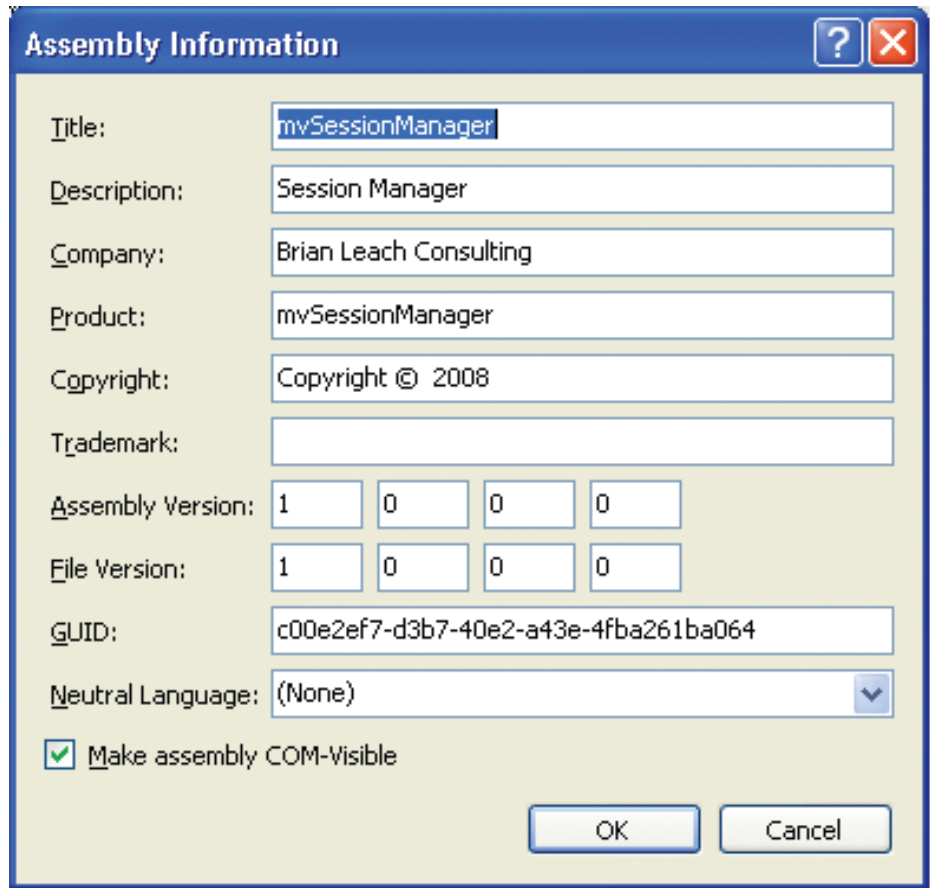 Assembly Information
Title: mvSessionManager
Description: Session Manager
Company: Brian Leach Consulting
Product: mvSessionManager
Copyright: Copyright © 2008
Trademark:
Assembly Version: 1 0 0 0
File Version: 1 0 0 0
GUID: c00e2ef7-d3b7-40e2-a43e-4fba261ba064
Neutral Language: (None)
Make assembly COM-Visible
OK Cancel